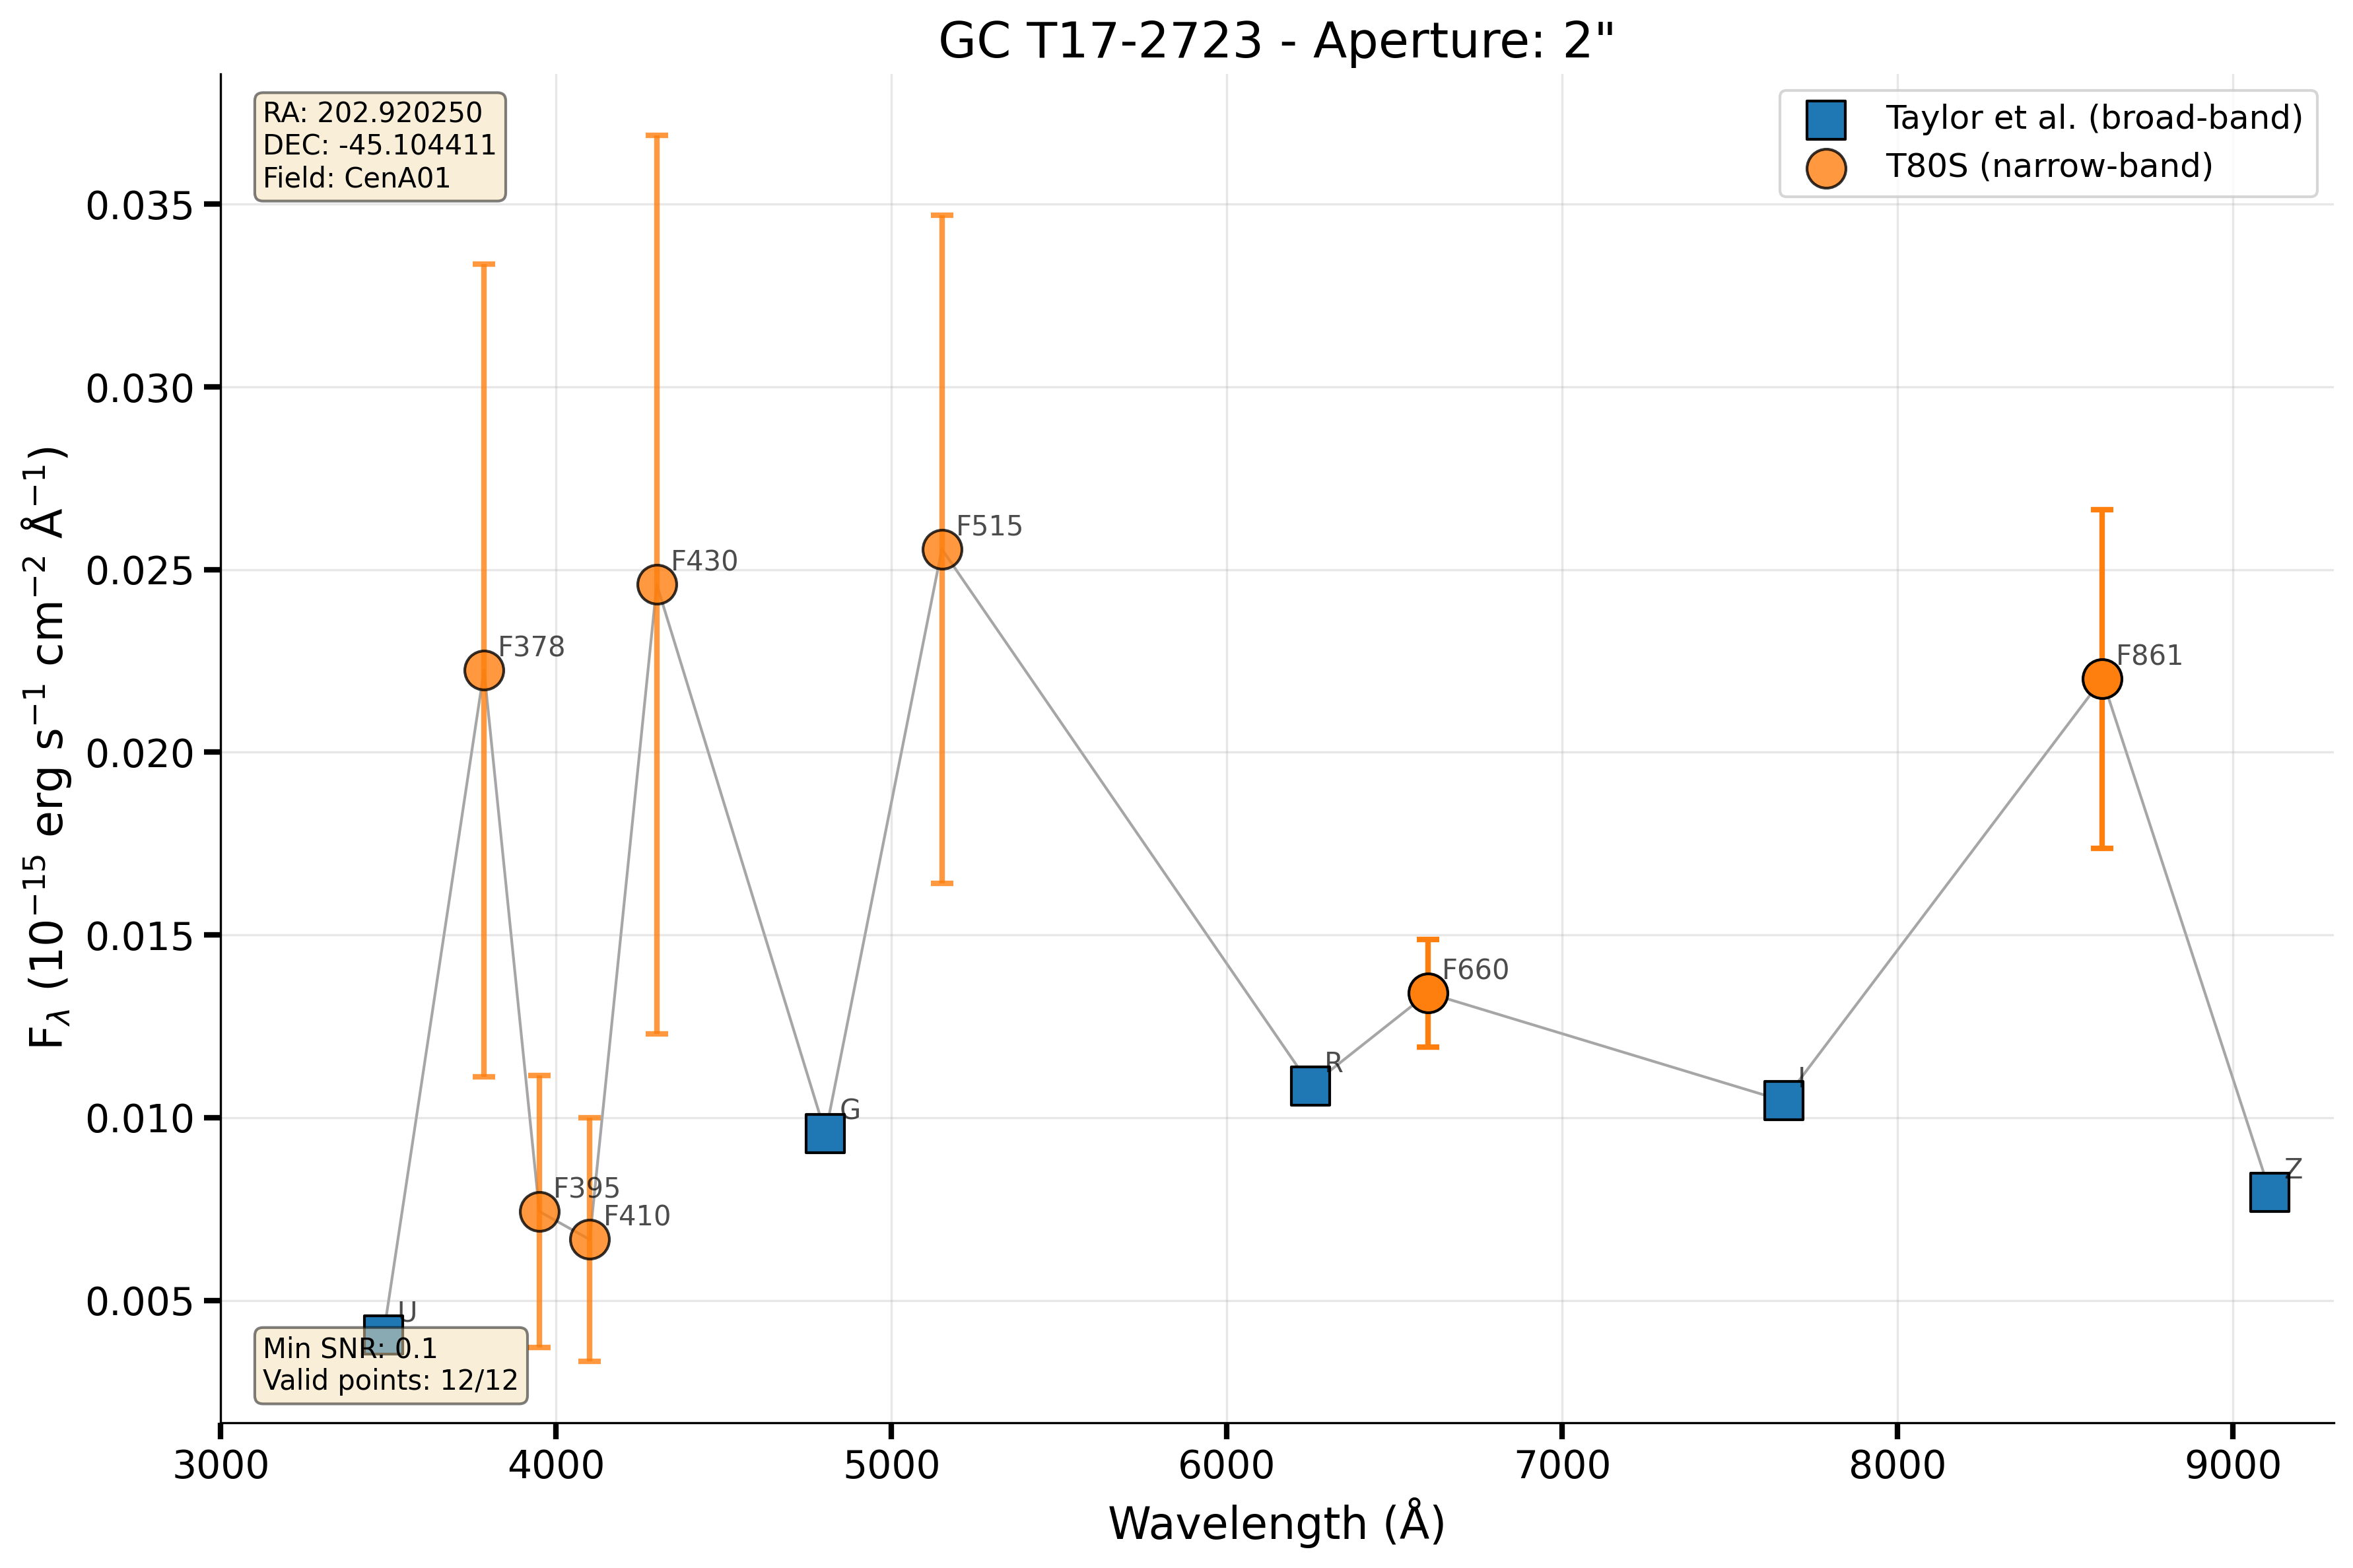 GC T17-2723 - Aperture: 2"
RA: 202.920250
DEC: -45.104411
Field: CenA01
Taylor et al. (broad-band)
T80S (narrow-band)
0.035
0.030
0.025
0.020
0.015
0.010
0.005
F_λ (10⁻¹⁵ erg s⁻¹ cm⁻² Å⁻¹)
F515
F430
F378
F861
F660
R
I
G
Z
F395
F410
U
Min SNR: 0.1
Valid points: 12/12
3000 4000 5000 6000 7000 8000 9000
Wavelength (Å)